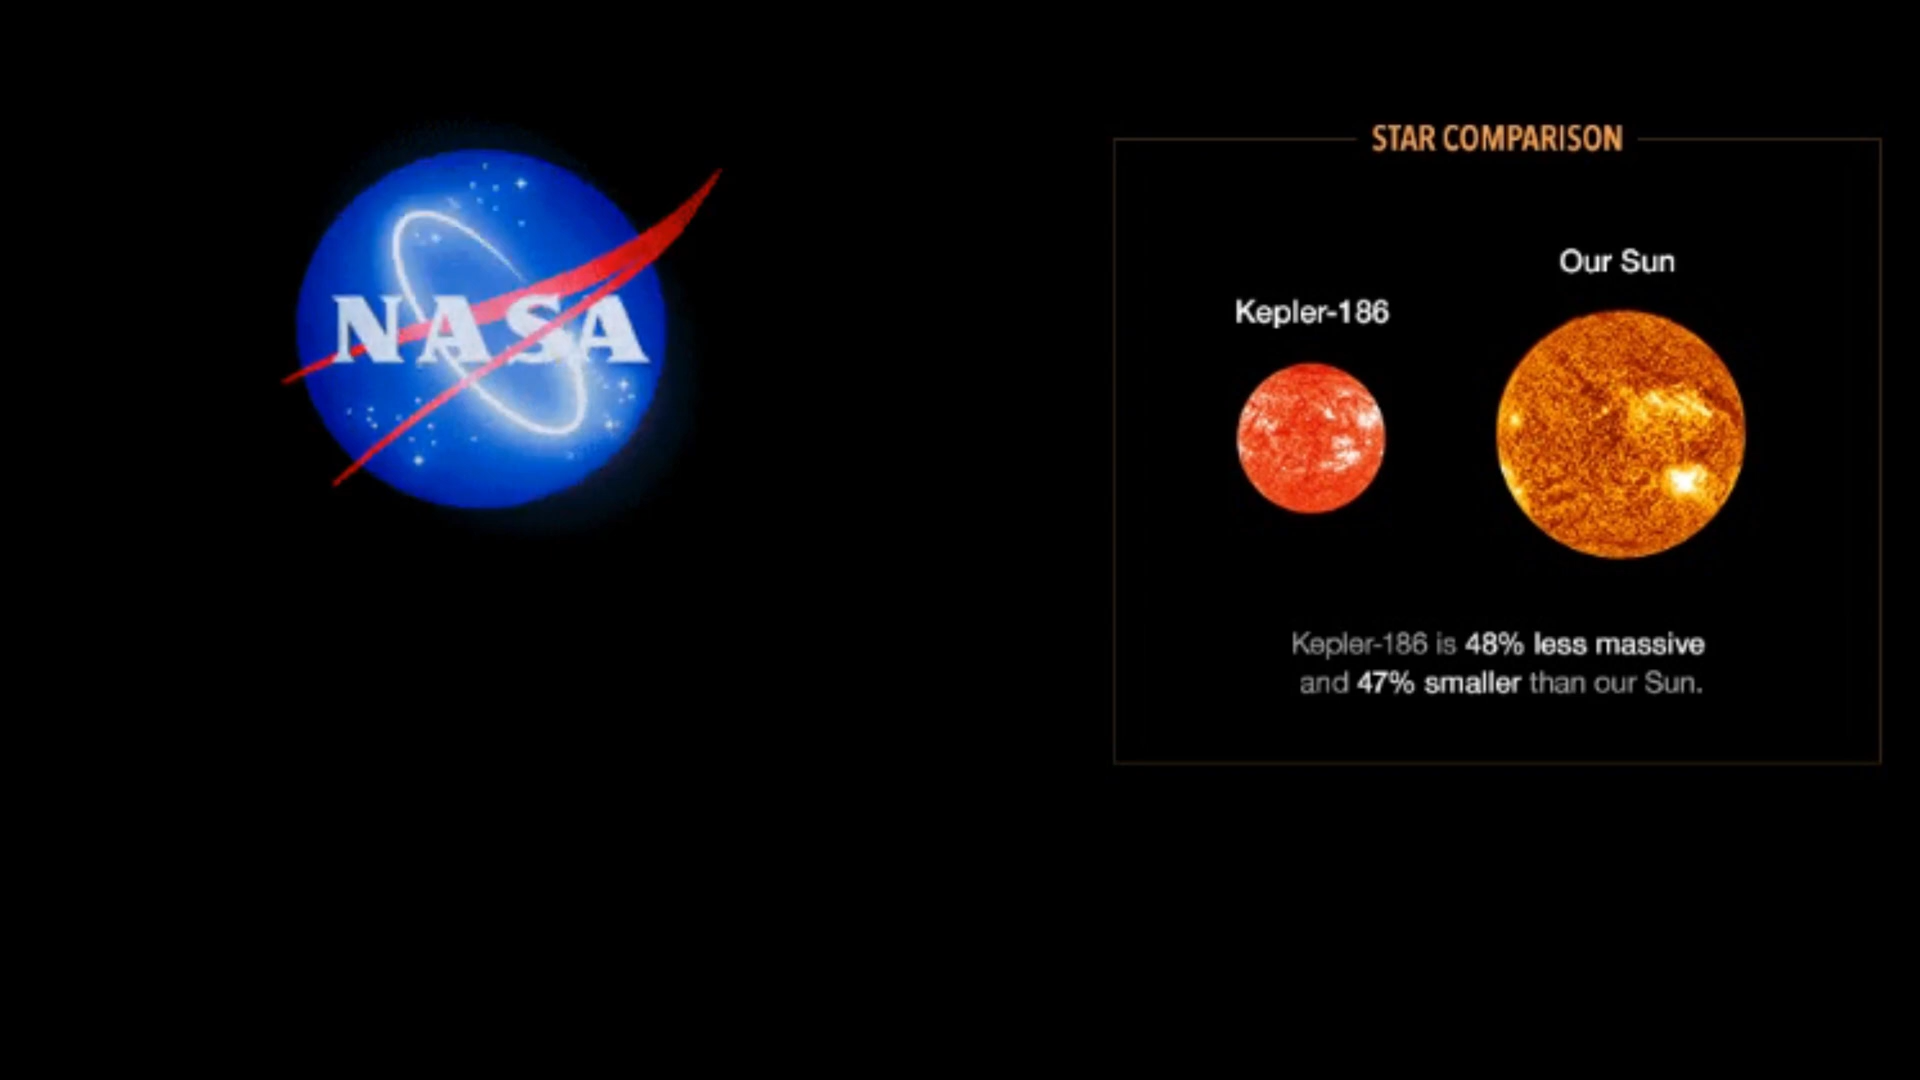 NASA
STAR COMPARISON
Our Sun
Kepler-186
Kepler-186 is 48% less massive
and 47% smaller than our Sun.